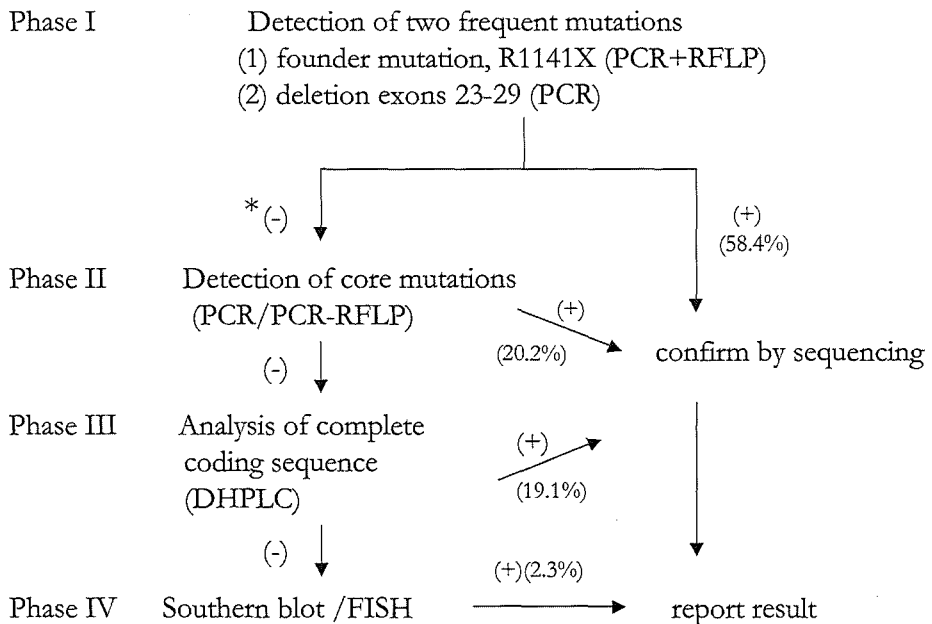 Phase I Detection of two frequent mutations
(1) founder mutation, R1141X (PCR+RFLP)
(2) deletion exons 23-29 (PCR)
* (-)
(+)
(58.4%)
Phase II Detection of core mutations
(PCR/PCR-RFLP)
(+)
(20.2%)
confirm by sequencing
(-)
Phase III Analysis of complete
coding sequence
(DHPLC)
(+)
(19.1%)
(-)
(+)(2.3%)
Phase IV Southern blot /FISH
report result